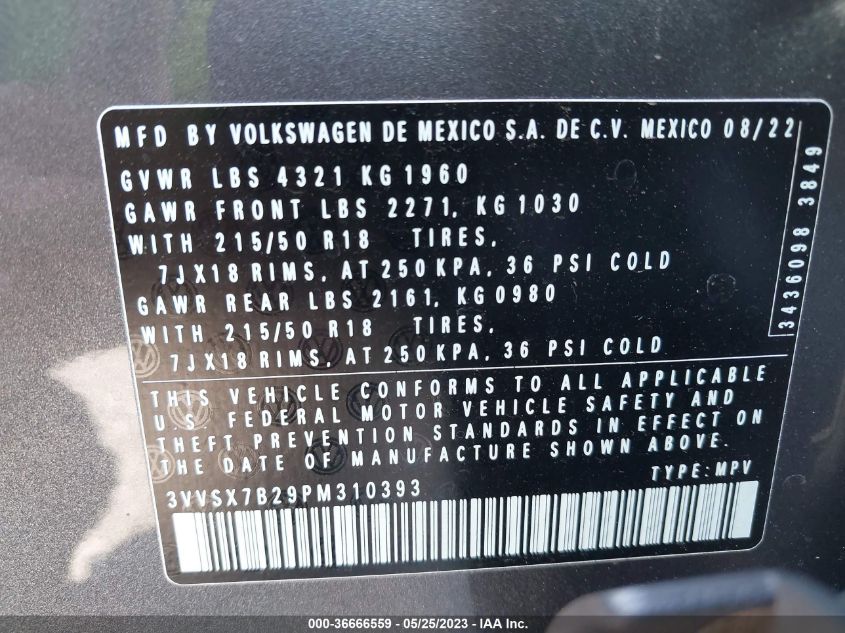 MFD BY VOLKSWAGEN DE MEXICO S.A. DE C.V. MEXICO 08/22
GVWR LBS 4321 KG 1960
GAWR FRONT LBS 2271, KG 1030
WITH 215/50 R18 TIRES,
7JX18 RIMS, AT 250 KPA, 36 PSI COLD
GAWR REAR LBS 2161, KG 0980
WITH 215/50 R18 TIRES,
7JX18 RIMS, AT 250 KPA, 36 PSI COLD
3436098 3849
THIS VEHICLE CONFORMS TO ALL APPLICABLE
U.S. FEDERAL MOTOR VEHICLE SAFETY AND
THEFT PREVENTION STANDARDS IN EFFECT ON
THE DATE OF MANUFACTURE SHOWN ABOVE.
TYPE: MPV
3VVSX7B29PM310393
000-36666559 - 05/25/2023 - IAA Inc.